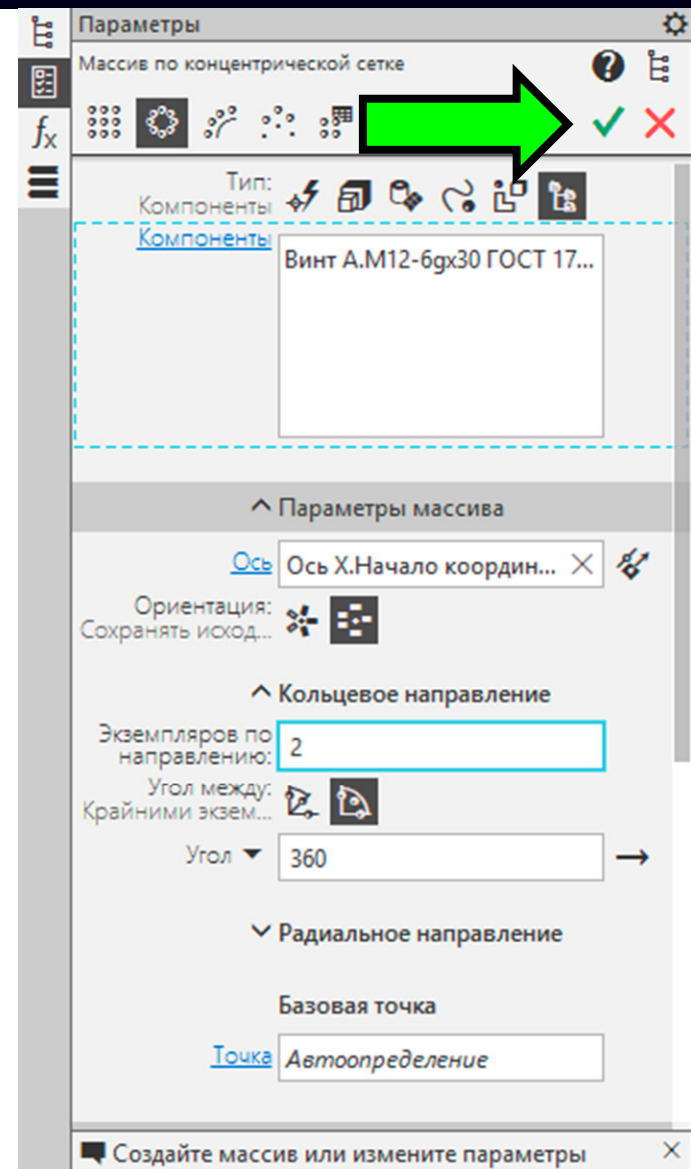 Параметры
Массив по концентрической сетке
fx
Тип:
Компоненты
Компоненты
Винт А.М12-6gx30 ГОСТ 17...
Параметры массива
Ось
Ось X.Начало координ...
Ориентация:
Сохранять исход...
Кольцевое направление
Экземпляров по
направлению:
2
Угол между:
Крайними экзем...
Угол
360
Радиальное направление
Базовая точка
Точка
Автоопределение
Создайте массив или измените параметры